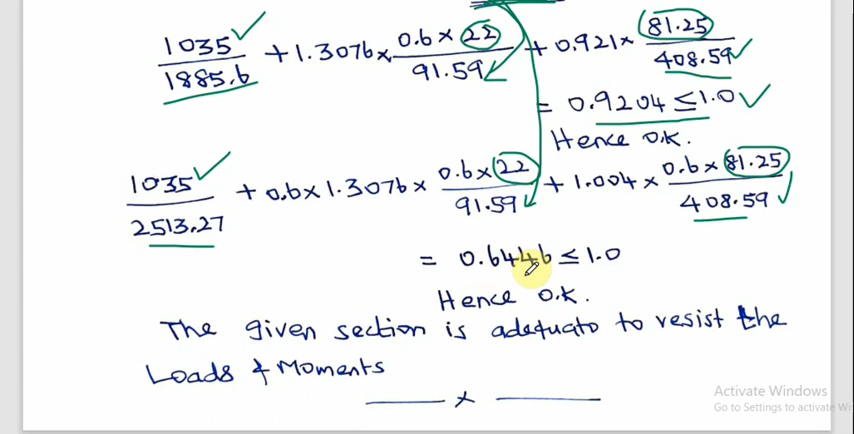 1035/1885.6 + 1.3076 × 0.6 × 22/91.59 + 0.921 × 81.25/408.59
= 0.9204 ≤ 1.0
Hence O.K.
1035/2513.27 + 0.6 × 1.3076 × 0.6 × 22/91.59 + 1.004 × 0.6 × 81.25/408.59
= 0.6446 ≤ 1.0
Hence O.K.
The given section is adetuato to resist the
Loads & Moments
Activate Windows
Go to Settings to activate Wi